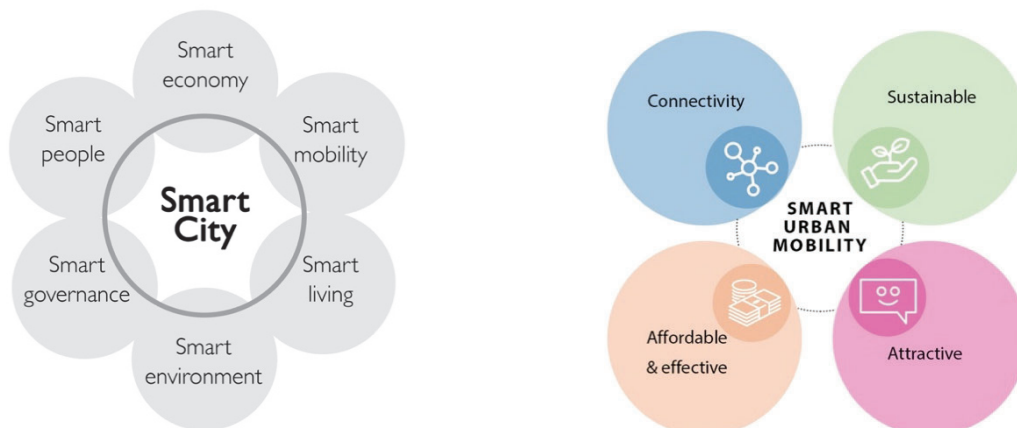 Smart
economy
Smart
people
Smart
mobility
Smart
City
Smart
governance
Smart
living
Smart
environment
Connectivity
Sustainable
SMART
URBAN
MOBILITY
Affordable
& effective
Attractive